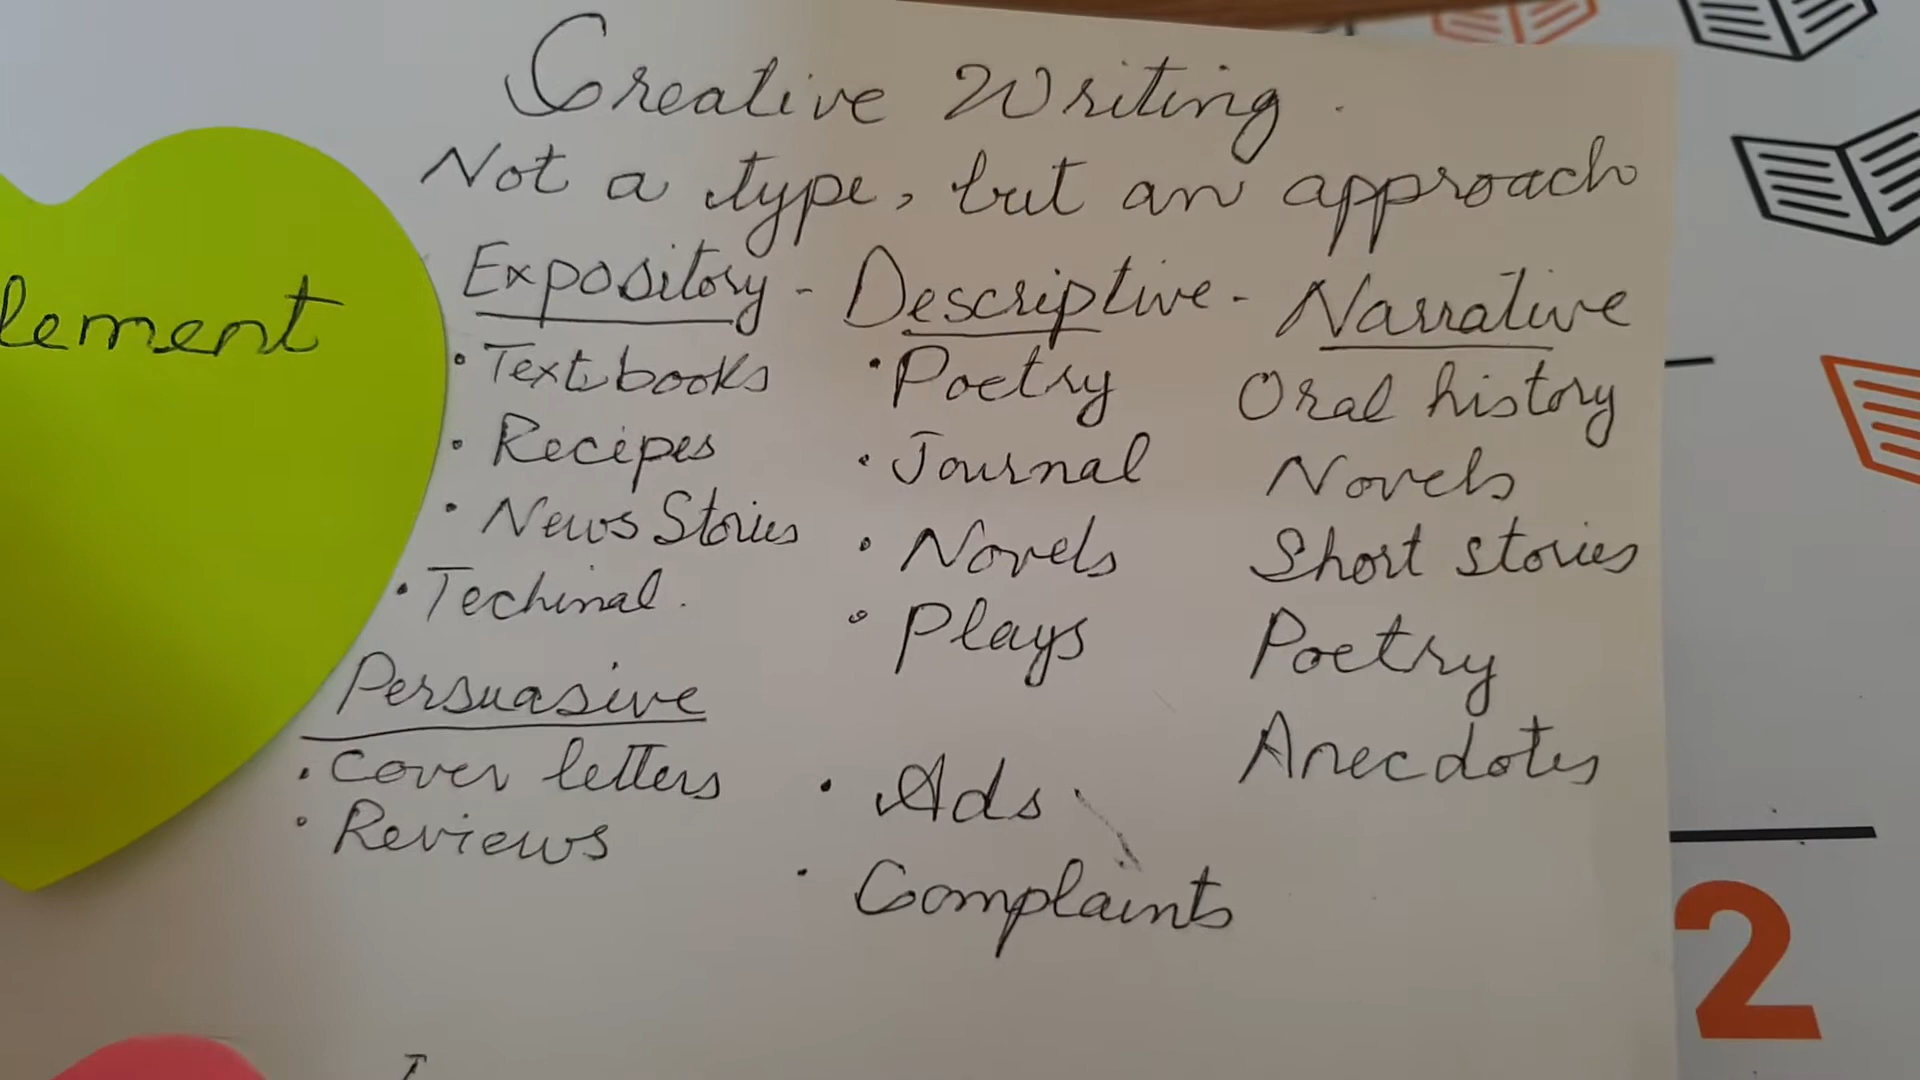 Creative Writing.
Not a type, but an approach
Expository - Descriptive - Narrative
• Textbooks
• Recipes
• News Stories
• Techinal.
• Poetry
• Journal
• Novels
• Plays
Oral history
Novels
Short stories
Poetry
Anecdotes
Persuasive
• Cover letters
• Reviews
• Ads
• Complaints
lement
2